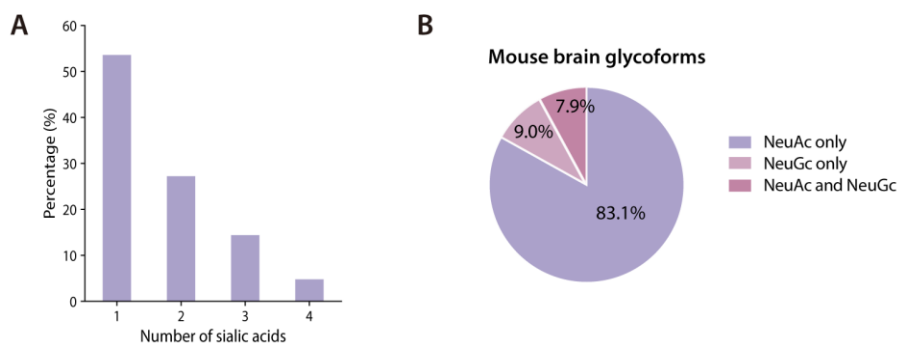 A
Percentage (%)
60
50
40
30
20
10
0
1 2 3 4
Number of sialic acids
B
Mouse brain glycoforms
7.9%
9.0%
83.1%
NeuAc only
NeuGc only
NeuAc and NeuGc